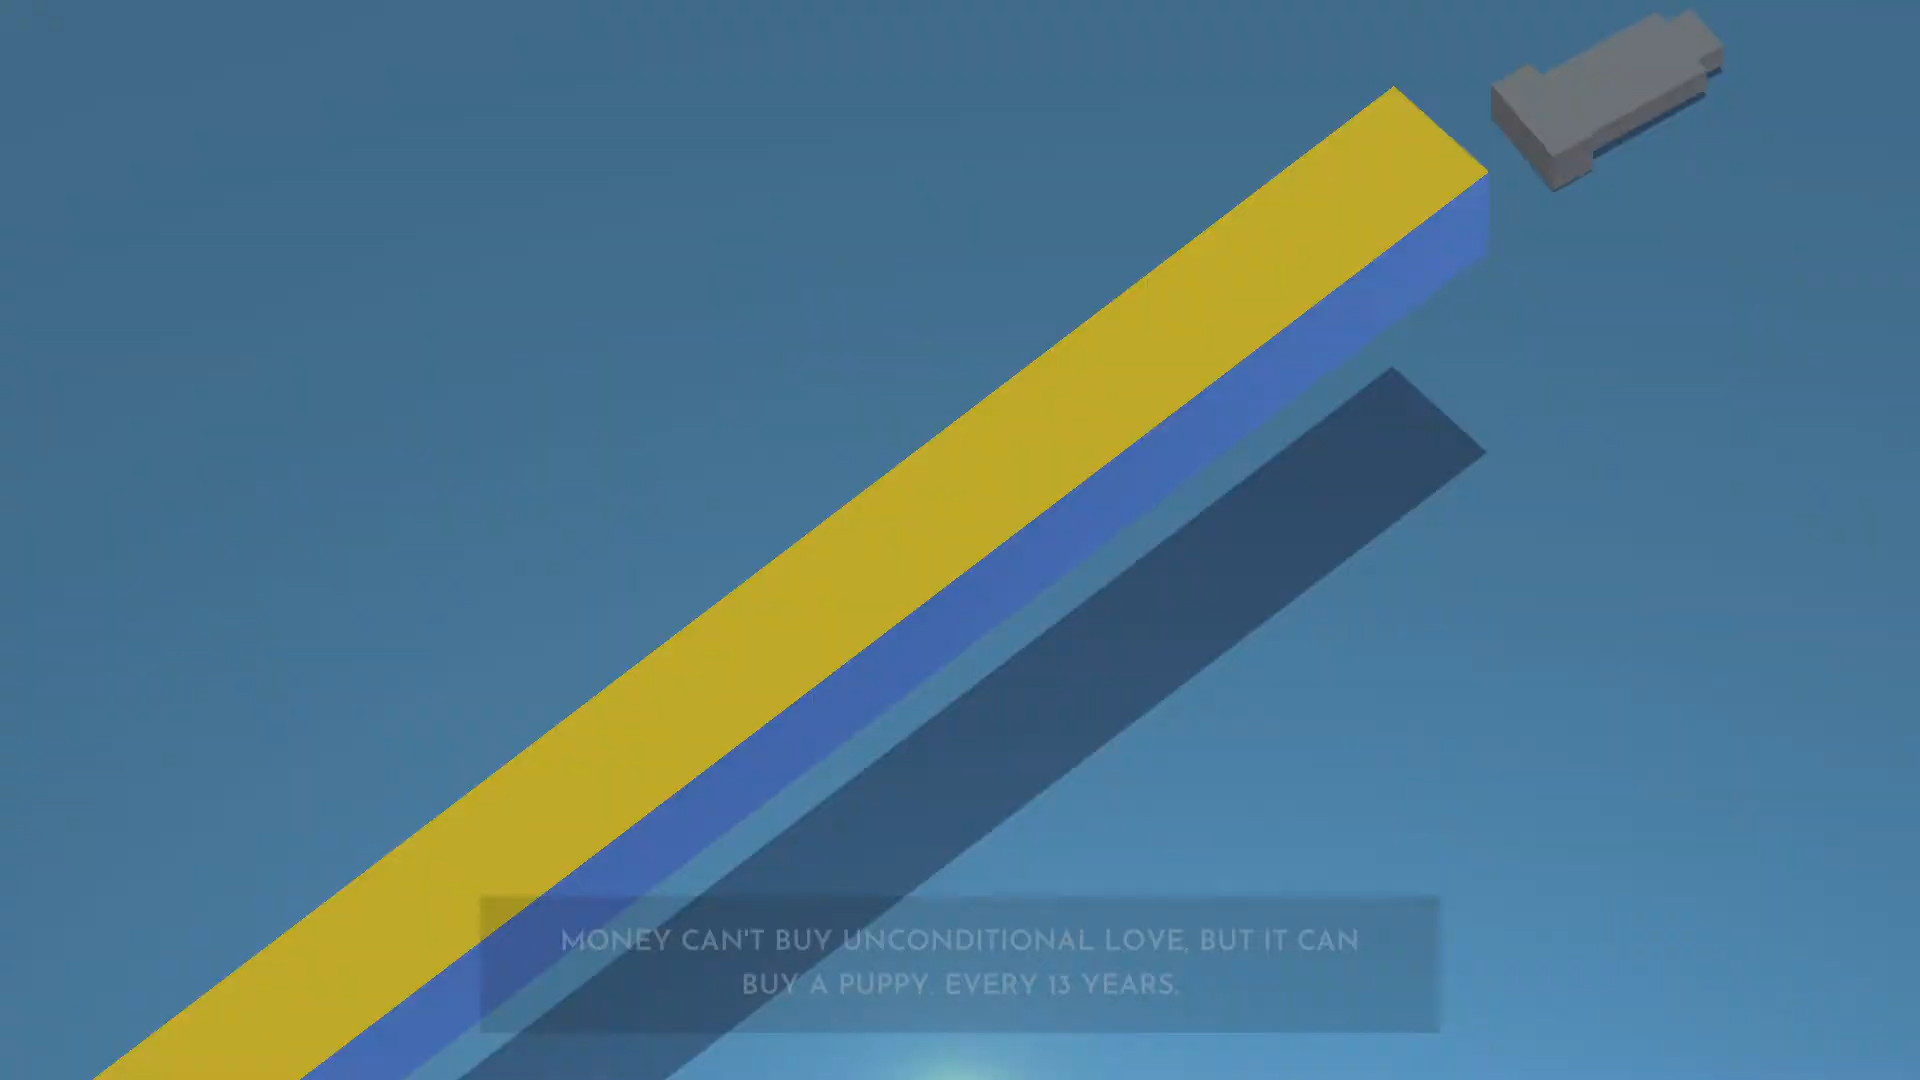 MONEY CAN'T BUY UNCONDITIONAL LOVE, BUT IT CAN
BUY A PUPPY. EVERY 13 YEARS.